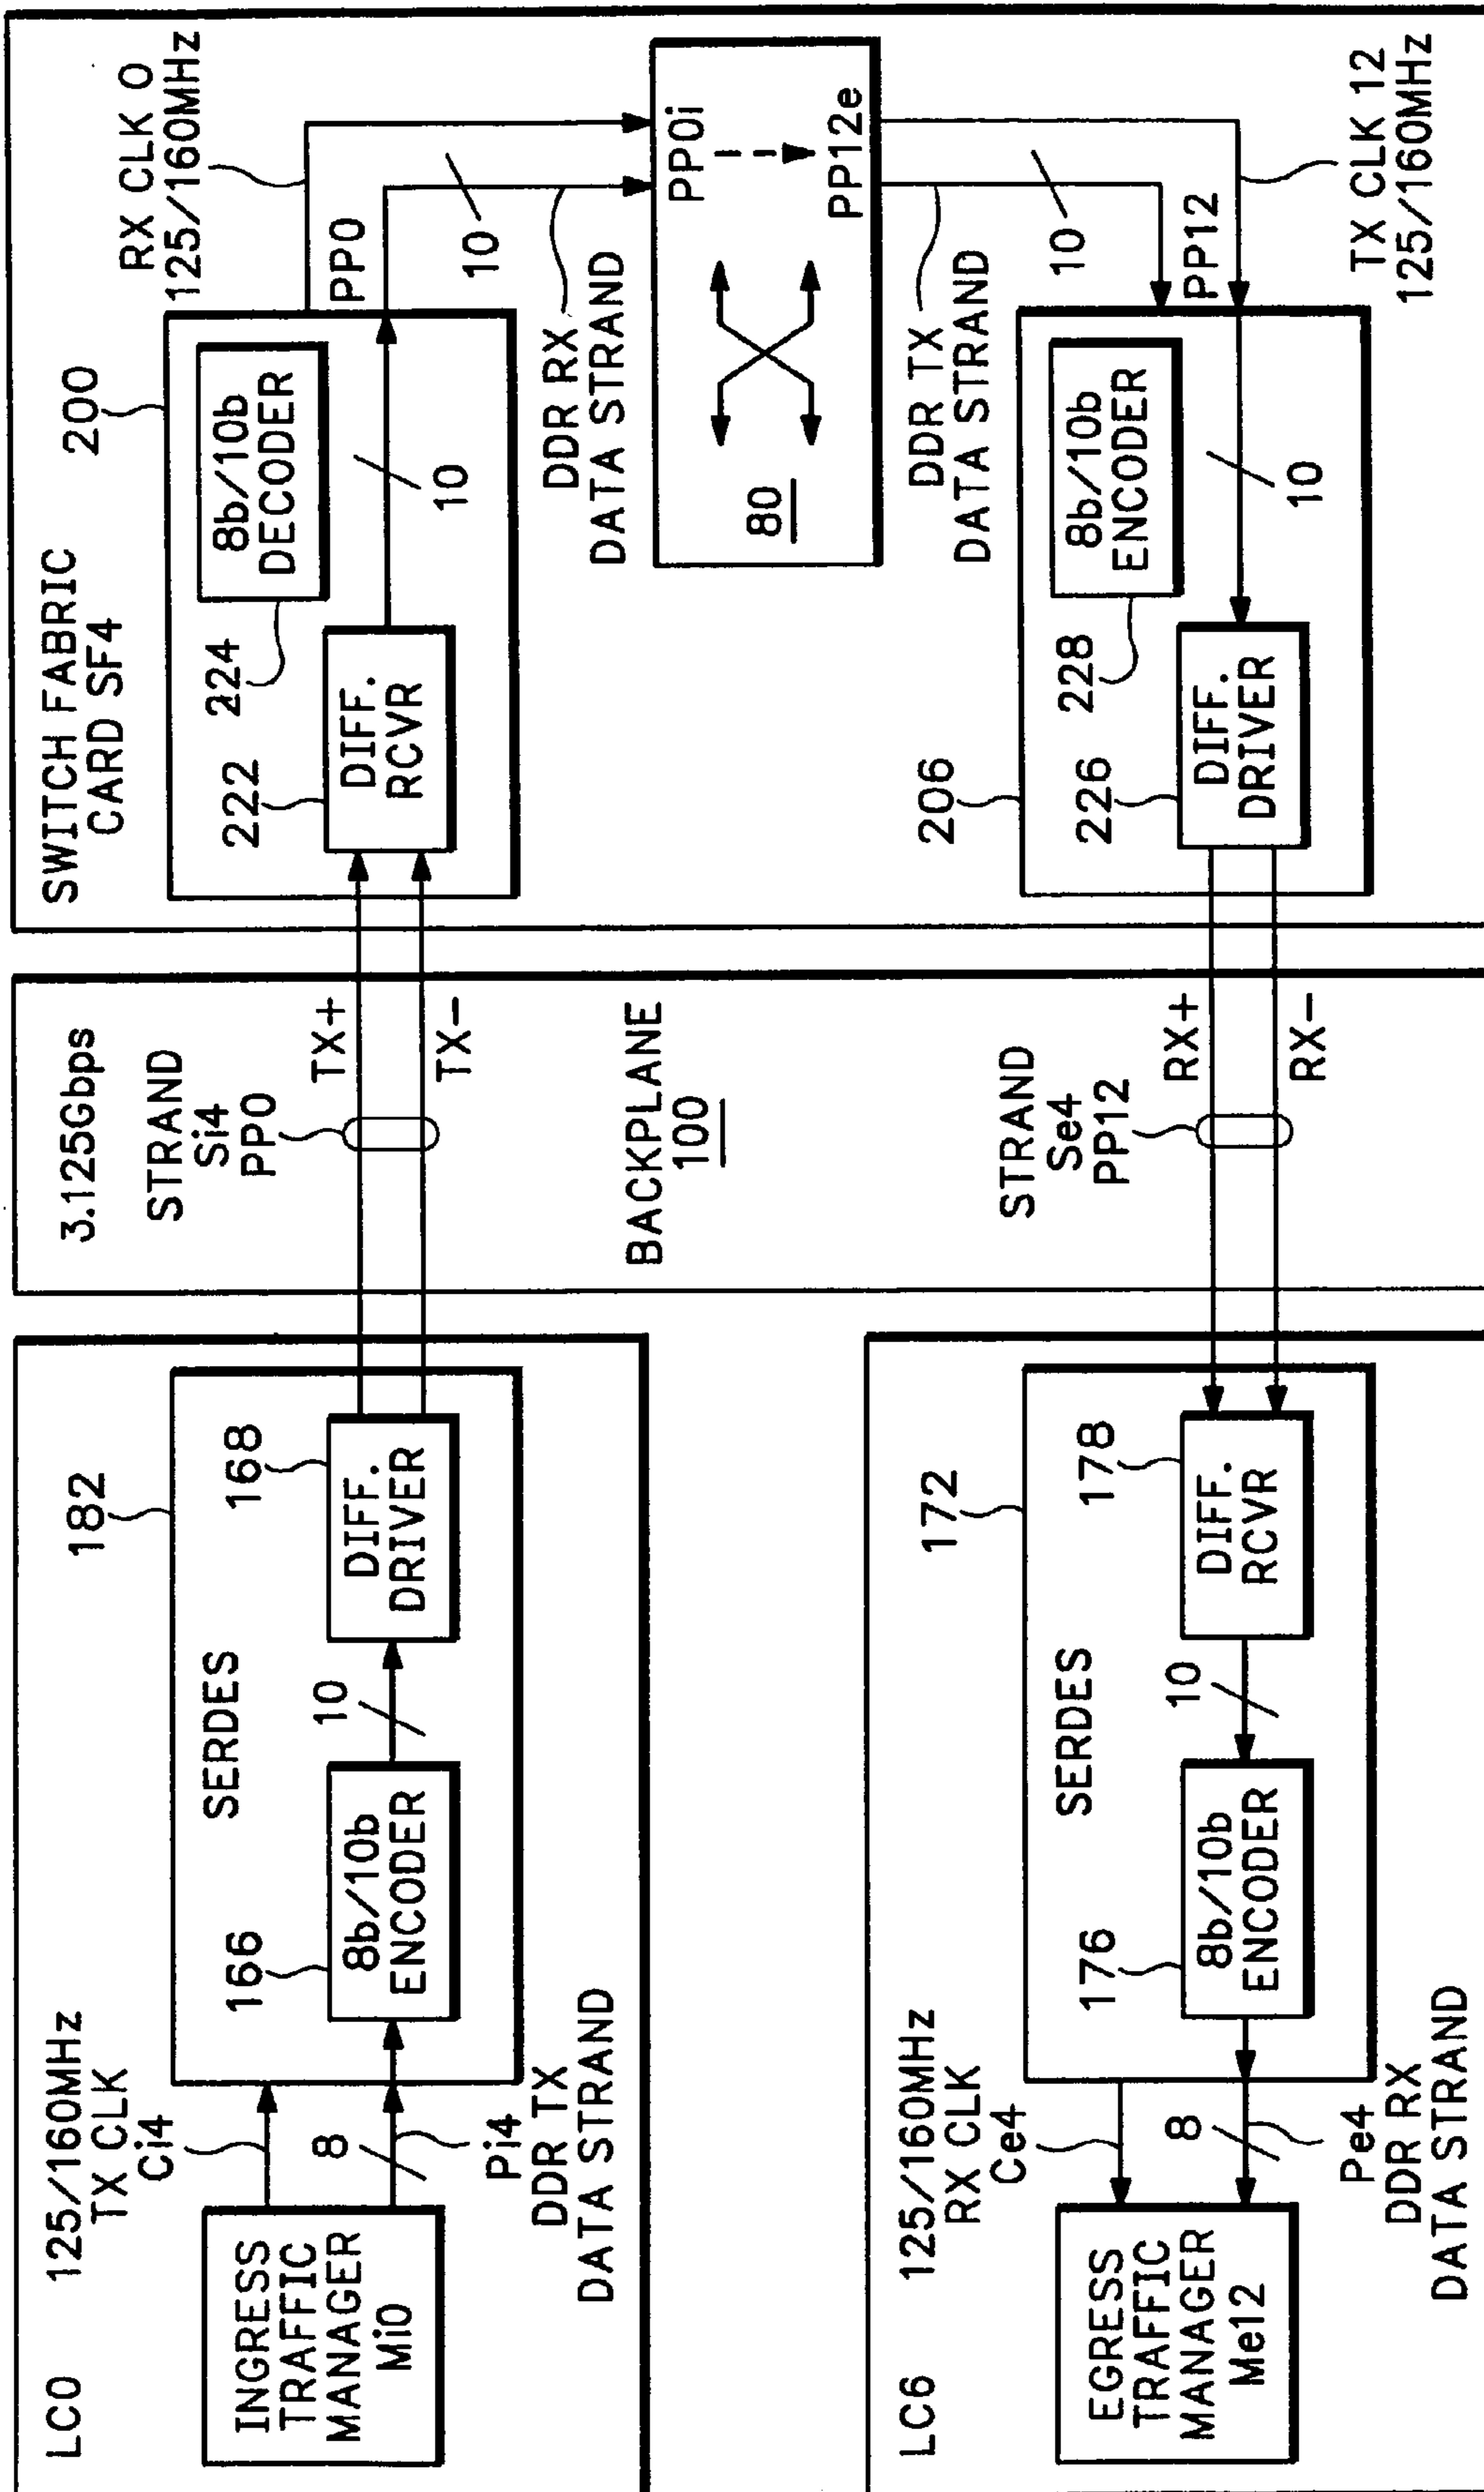 LC0
125/160MHz
TX CLK
Ci4
INGRESS
TRAFFIC
MANAGER
Mi0
8
Pi4
DDR TX
DATA STRAND
182
SERDES
166
8b/10b
ENCODER
10
168
DIFF.
DRIVER
3.125Gbps
STRAND
Si4
PP0
TX+
TX-
BACKPLANE
100
SWITCH FABRIC
CARD SF4
200
222
DIFF.
RCVR
224
8b/10b
DECODER
10
RX CLK 0
125/160MHz
PP0
10
DDR RX
DATA STRAND
80
PP0i
PP12e
DDR TX
DATA STRAND
10
PP12
TX CLK 12
125/160MHz
206
226
DIFF.
DRIVER
228
8b/10b
ENCODER
10
STRAND
Se4
PP12
RX+
RX-
LC6
125/160MHz
RX CLK
Ce4
EGRESS
TRAFFIC
MANAGER
Me12
8
Pe4
DDR RX
DATA STRAND
172
SERDES
176
8b/10b
ENCODER
10
178
DIFF.
RCVR